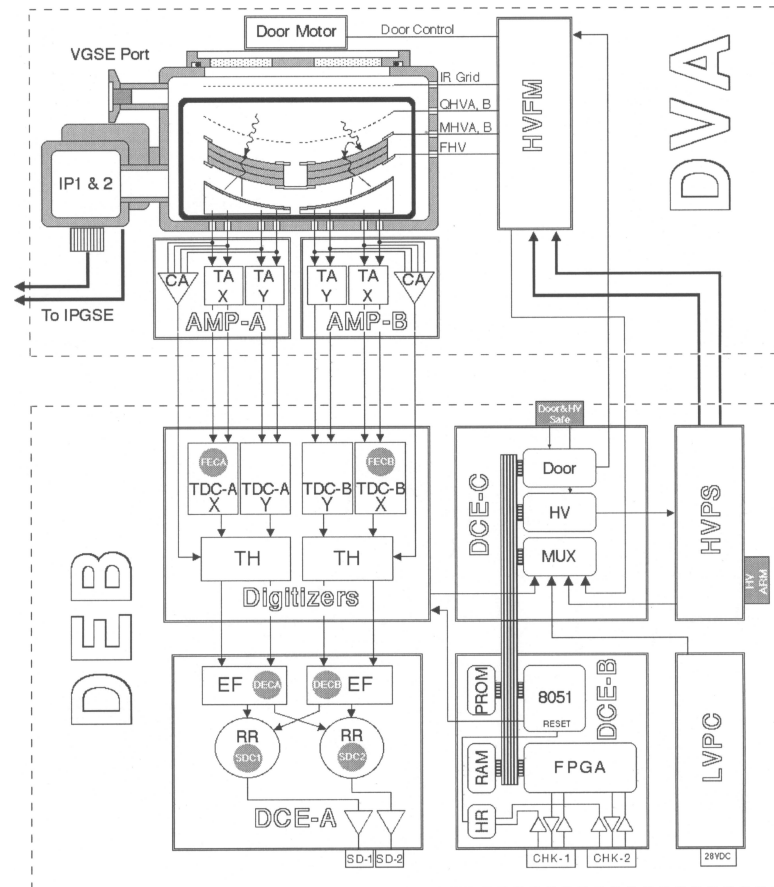 Door Motor
Door Control
VGSE Port
IR Grid
QHVA, B
MHVA, B
FHV
HVFM
DVA
IP1 & 2
To IPGSE
CA
TA
X
TA
Y
TA
Y
TA
X
CA
AMP-A
AMP-B
DEB
FECA
TDC-A
X
TDC-A
Y
TDC-B
Y
FECB
TDC-B
X
TH
TH
Digitizers
Door&HV
Safe
DCE-C
Door
HV
MUX
HVPS
HV
ARM
EF
DECA
DECB
EF
RR
SDC1
RR
SDC2
DCE-A
SD-1
SD-2
PROM
8051
RESET
DCE-B
RAM
FPGA
HR
CHK-1
CHK-2
LVPC
28VDC